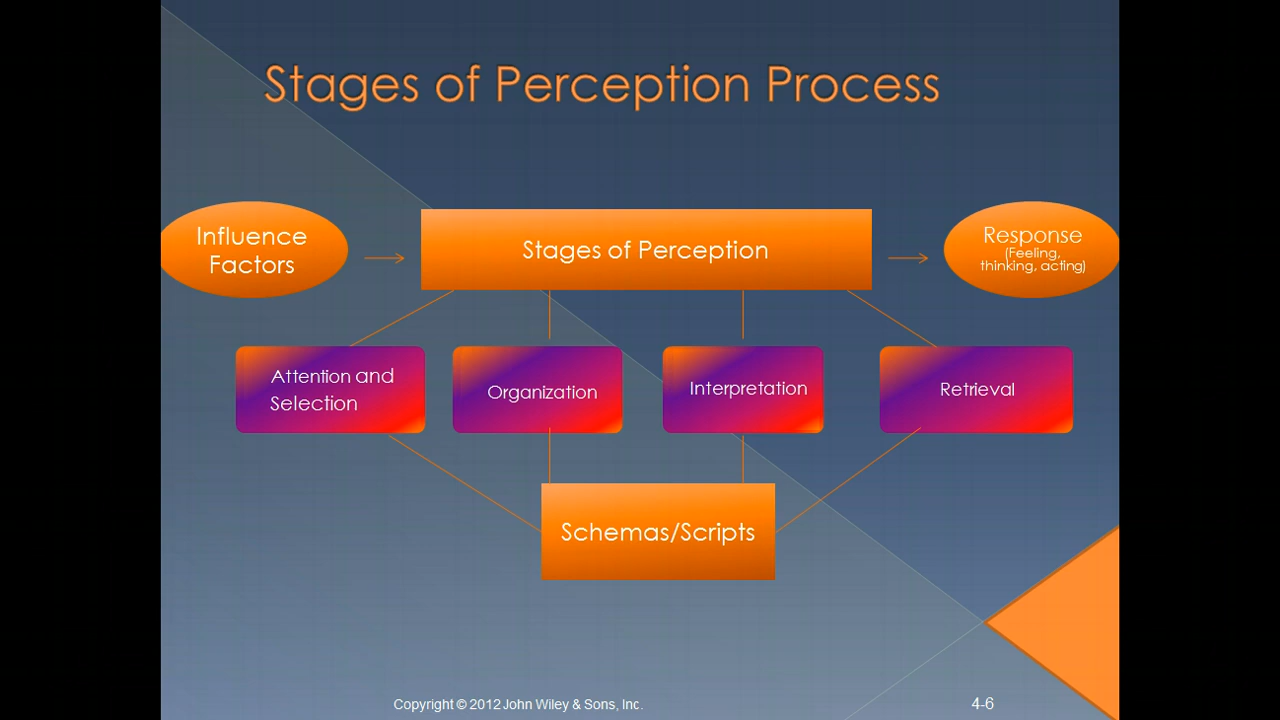 Stages of Perception Process
Influence
Factors
Stages of Perception
Response
(Feeling,
thinking, acting)
Attention and
Selection
Organization
Interpretation
Retrieval
Schemas/Scripts
Copyright © 2012 John Wiley & Sons, Inc.
4-6